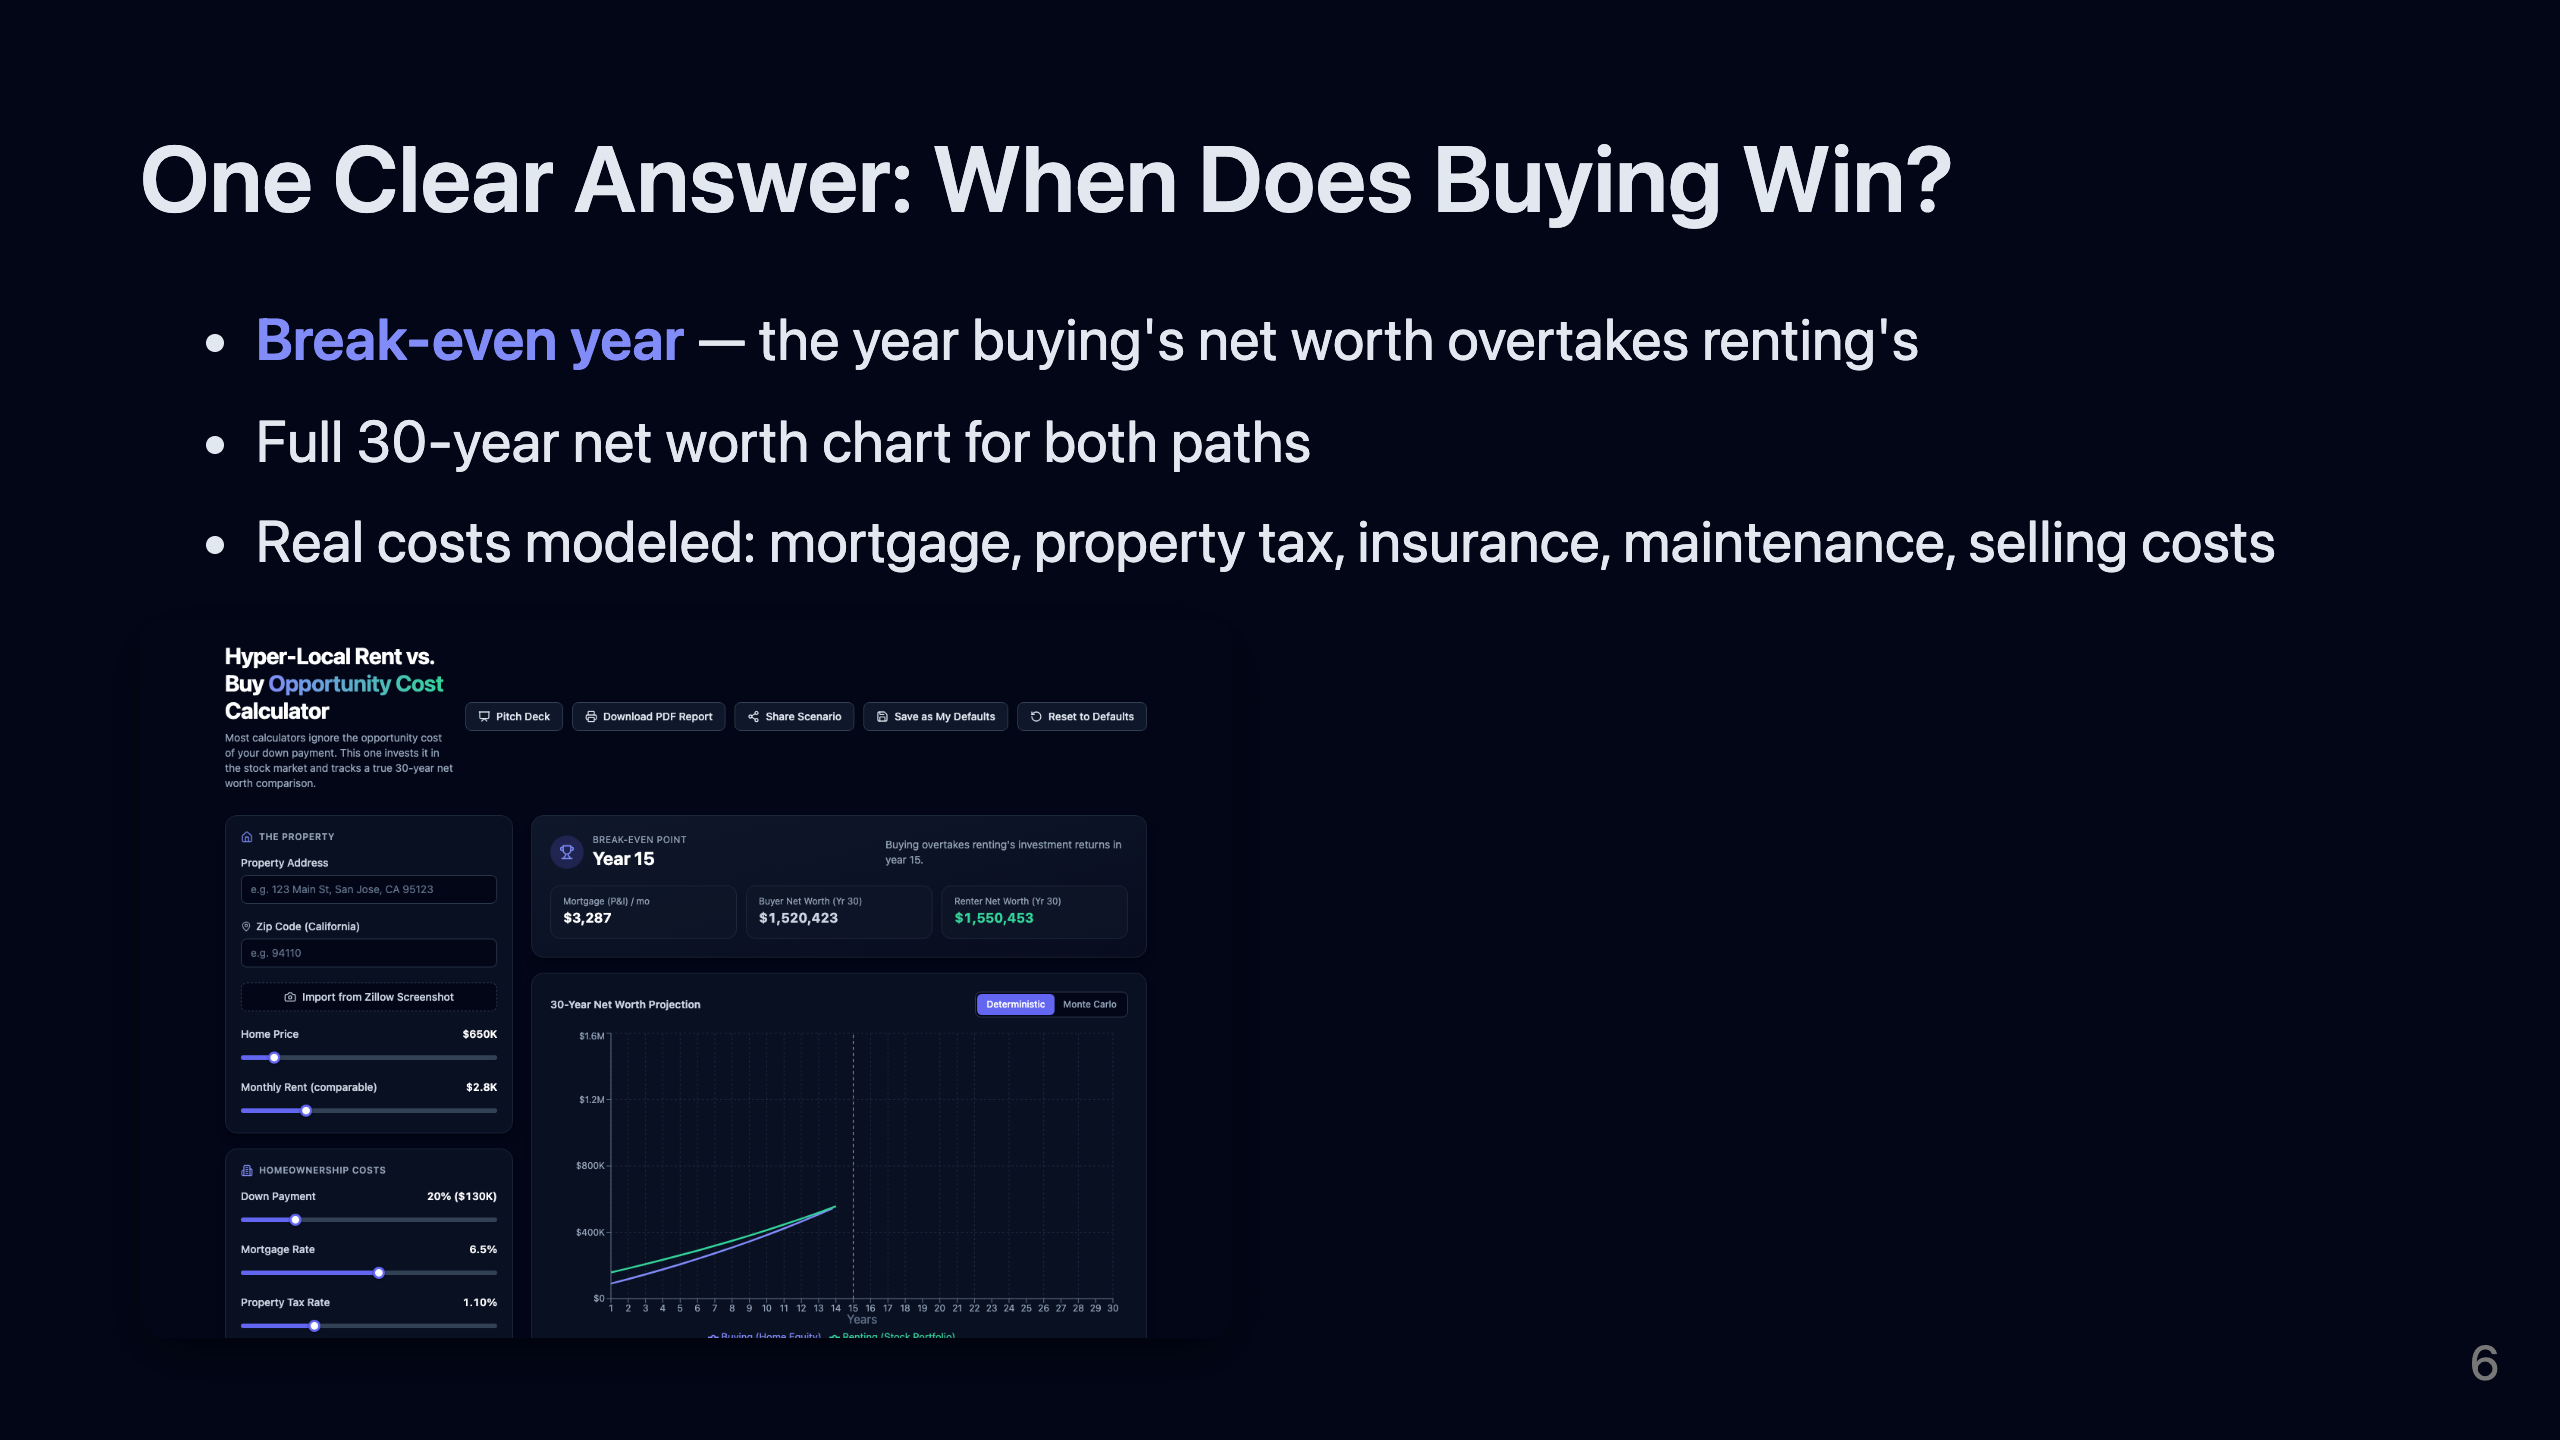 One Clear Answer: When Does Buying Win?
• Break-even year — the year buying's net worth overtakes renting's
• Full 30-year net worth chart for both paths
• Real costs modeled: mortgage, property tax, insurance, maintenance, selling costs
Hyper-Local Rent vs.
Buy Opportunity Cost
Calculator
Most calculators ignore the opportunity cost
of your down payment. This one invests it in
the stock market and tracks a true 30-year net
worth comparison.
Pitch Deck
Download PDF Report
Share Scenario
Save as My Defaults
Reset to Defaults
THE PROPERTY
Property Address
e.g. 123 Main St, San Jose, CA 95123
Zip Code (California)
e.g. 94110
Import from Zillow Screenshot
Home Price $650K
Monthly Rent (comparable) $2.8K
HOMEOWNERSHIP COSTS
Down Payment 20% ($130K)
Mortgage Rate 6.5%
Property Tax Rate 1.10%
BREAK-EVEN POINT
Year 15
Buying overtakes renting's investment returns in
year 15.
Mortgage (P&I) / mo
$3,287
Buyer Net Worth (Yr 30)
$1,520,423
Renter Net Worth (Yr 30)
$1,550,453
30-Year Net Worth Projection
Deterministic Monte Carlo
$1.6M
$1.2M
$800K
$400K
$0
1 2 3 4 5 6 7 8 9 10 11 12 13 14 15 16 17 18 19 20 21 22 23 24 25 26 27 28 29 30
Years
Buying (Home Equity) Renting (Stock Portfolio)
6